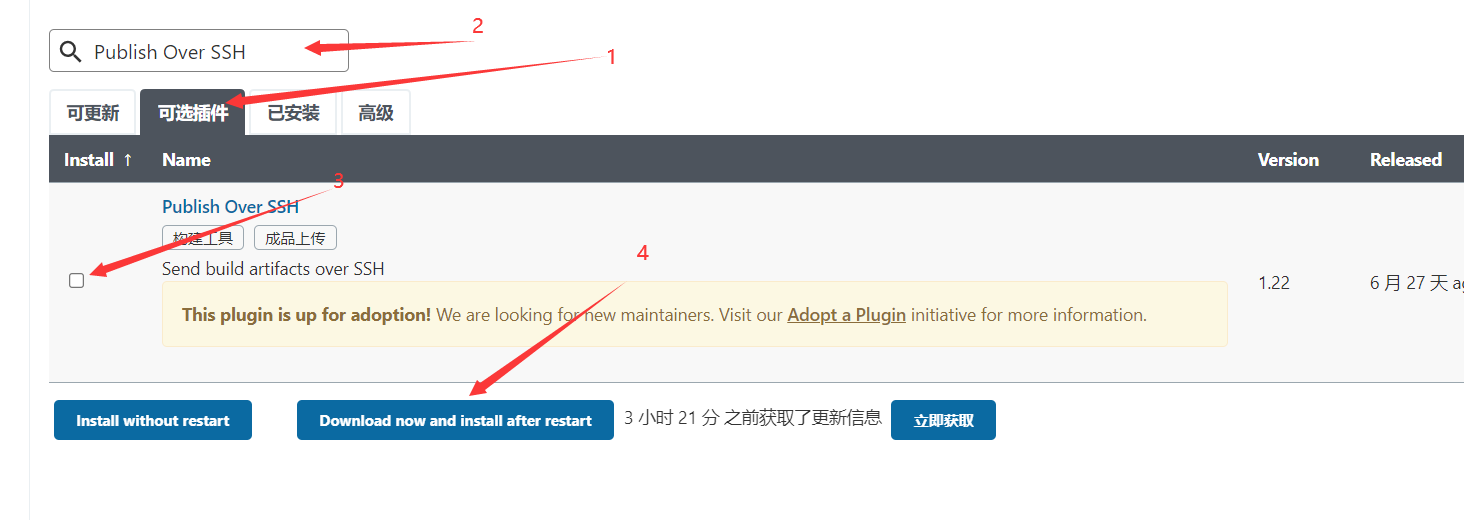 2
Publish Over SSH
1
可更新 可选插件 已安装 高级
Install ↑ Name Version Released
3
Publish Over SSH
构建工具 成品上传
4
Send build artifacts over SSH
1.22 6 月 27 天
This plugin is up for adoption! We are looking for new maintainers. Visit our Adopt a Plugin initiative for more information.
Install without restart Download now and install after restart 3 小时 21 分 之前获取了更新信息 立即获取